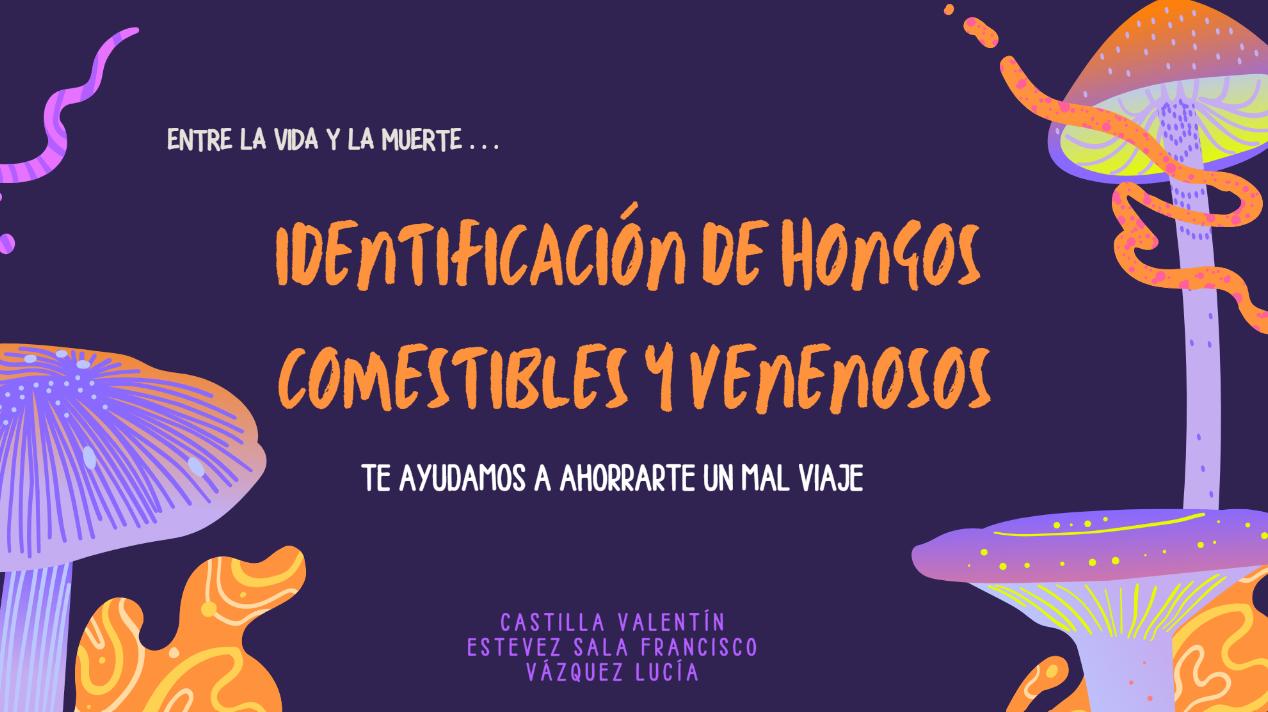 ENTRE LA VIDA Y LA MUERTE . . .
IDENTIFICACIÓN DE HONGOS
COMESTIBLES Y VENENOSOS
TE AYUDAMOS A AHORRARTE UN MAL VIAJE
CASTILLA VALENTÍN
ESTEVEZ SALA FRANCISCO
VÁZQUEZ LUCÍA